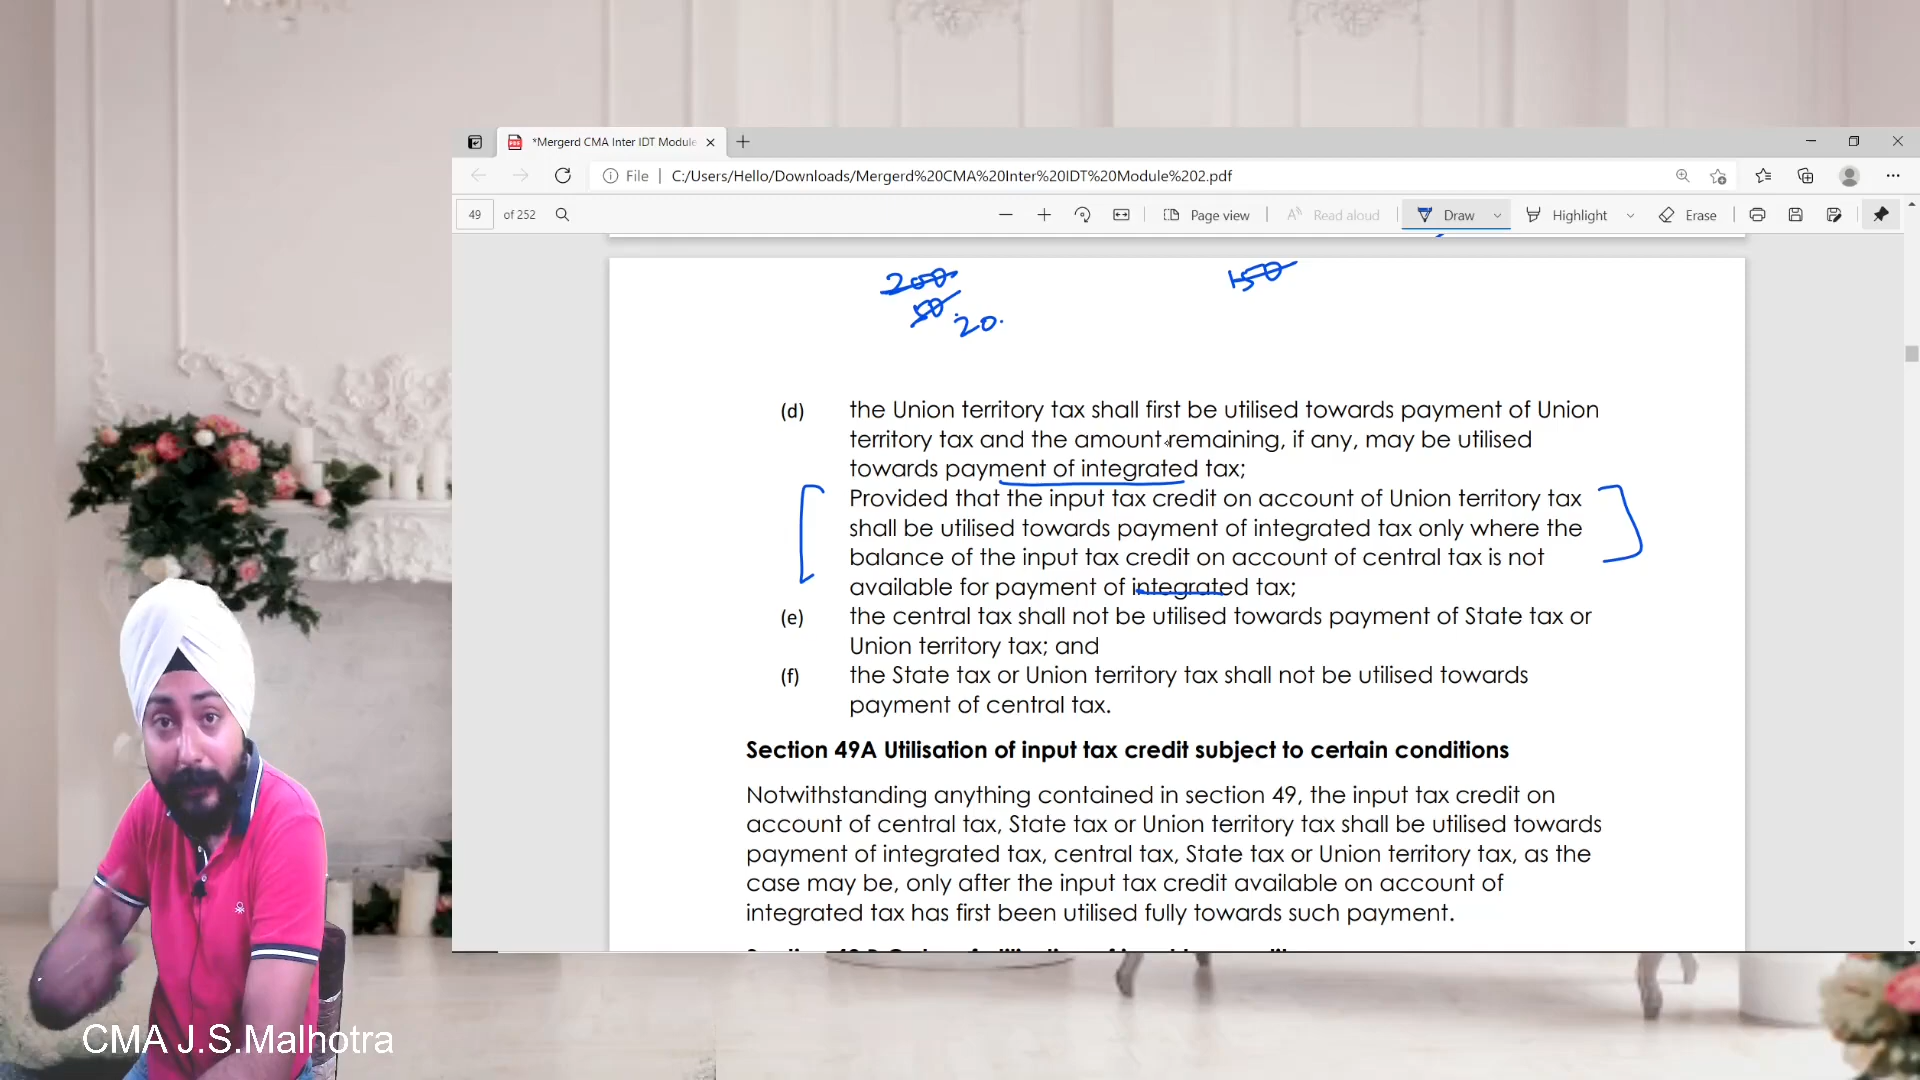 *Mergerd CMA Inter IDT Module
File
C:/Users/Hello/Downloads/Mergerd%20CMA%20Inter%20IDT%20Module%202.pdf
49 of 252
Page view
Read aloud
Draw
Highlight
Erase
200
150
50
20.
(d) the Union territory tax shall first be utilised towards payment of Union
territory tax and the amount remaining, if any, may be utilised
towards payment of integrated tax;
Provided that the input tax credit on account of Union territory tax
shall be utilised towards payment of integrated tax only where the
balance of the input tax credit on account of central tax is not
available for payment of integrated tax;
(e) the central tax shall not be utilised towards payment of State tax or
Union territory tax; and
(f) the State tax or Union territory tax shall not be utilised towards
payment of central tax.
Section 49A Utilisation of input tax credit subject to certain conditions
Notwithstanding anything contained in section 49, the input tax credit on
account of central tax, State tax or Union territory tax shall be utilised towards
payment of integrated tax, central tax, State tax or Union territory tax, as the
case may be, only after the input tax credit available on account of
integrated tax has first been utilised fully towards such payment.
CMA J.S.Malhotra